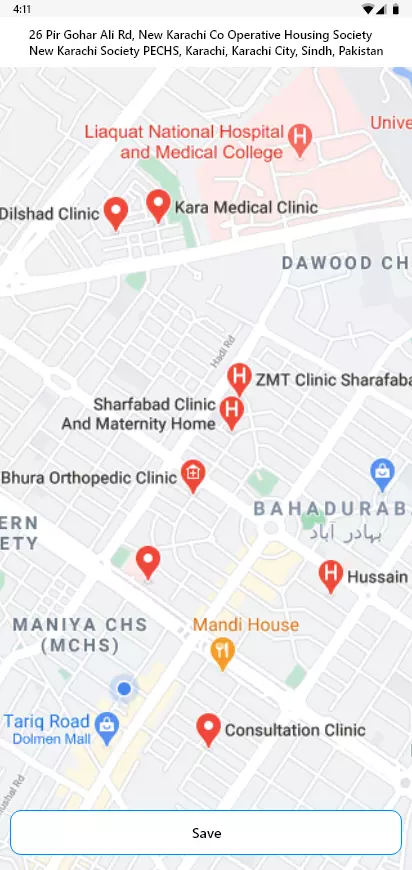 4:11
26 Pir Gohar Ali Rd, New Karachi Co Operative Housing Society
New Karachi Society PECHS, Karachi, Karachi City, Sindh, Pakistan
Liaquat National Hospital
and Medical College
Unive
Dilshad Clinic
Kara Medical Clinic
DAWOOD CH
Hadi Rd
H
ZMT Clinic Sharafaba
Sharfabad Clinic
And Maternity Home
H
Bhura Orthopedic Clinic
BAHADURAB
بہادر آباد
ERN
ETY
H
Hussain
MANIYA CHS
(MCHS)
Mandi House
Tariq Road
Dolmen Mall
Consultation Clinic
Save